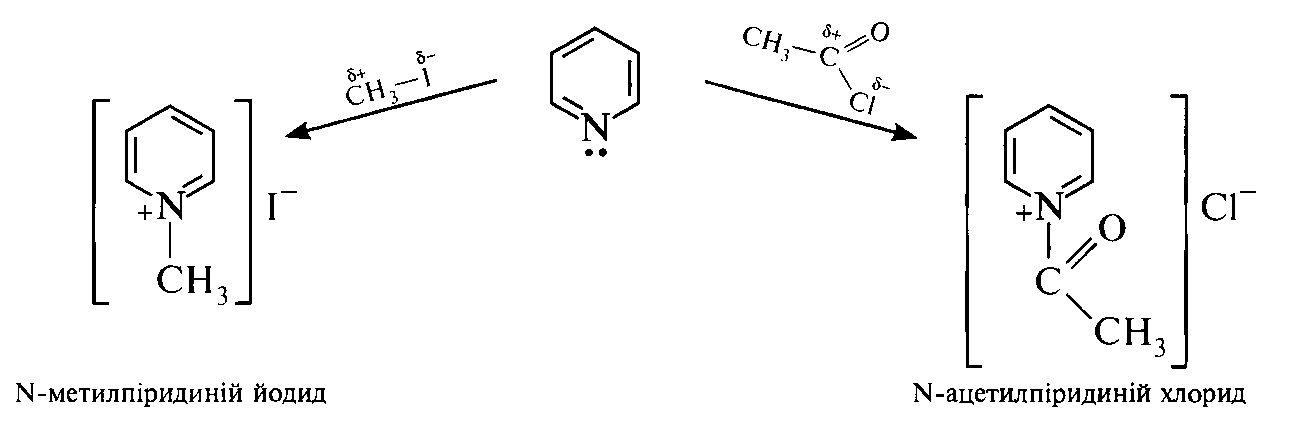 δ+ CH₃—I δ−
CH₃—C δ+ =O
Cl δ−
N
N +
CH₃
I⁻
N +
O
C
CH₃
Cl⁻
N-метилпіридиній йодид
N-ацетилпіридиній хлорид